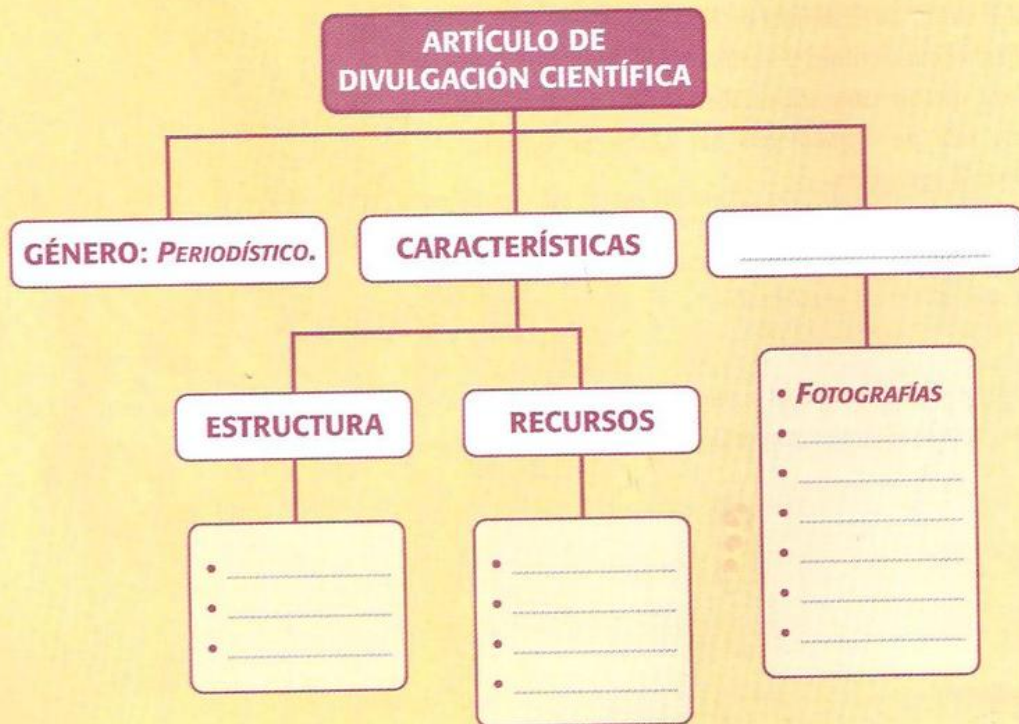 ARTÍCULO DE
DIVULGACIÓN CIENTÍFICA
GÉNERO: PERIODÍSTICO.
CARACTERÍSTICAS
ESTRUCTURA
RECURSOS
• FOTOGRAFÍAS